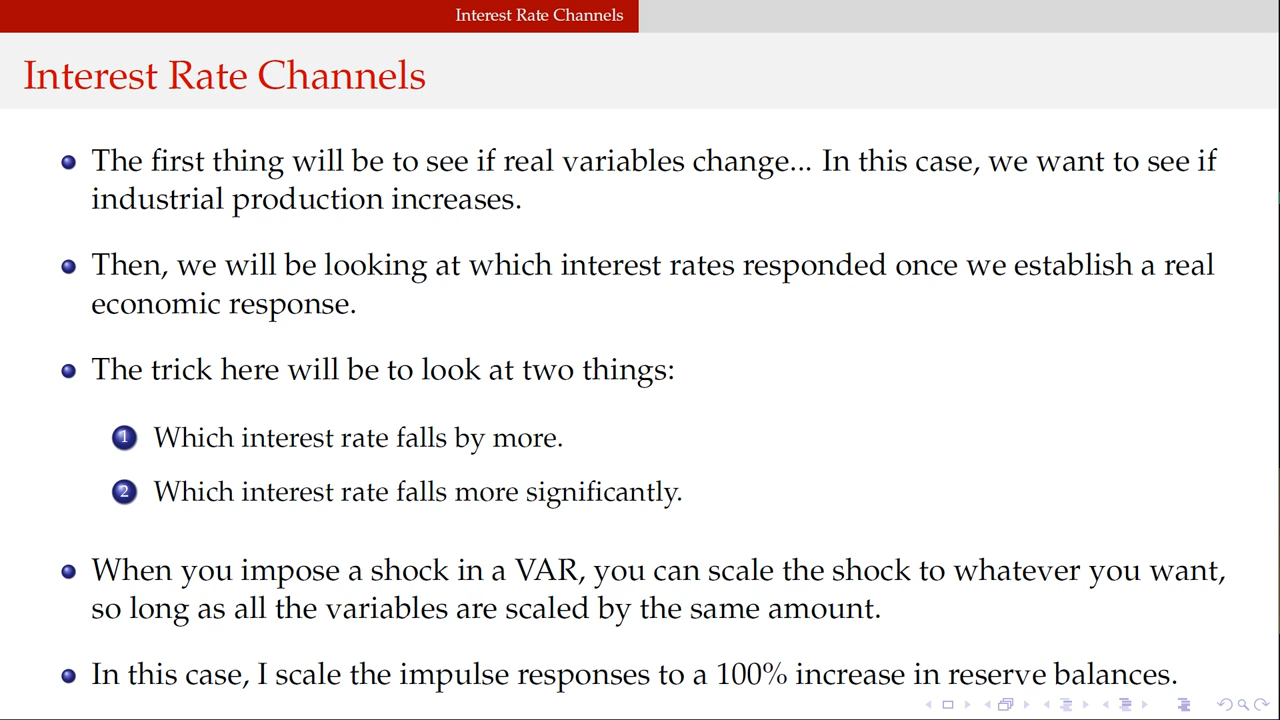 Interest Rate Channels
Interest Rate Channels
The first thing will be to see if real variables change... In this case, we want to see if
industrial production increases.
Then, we will be looking at which interest rates responded once we establish a real
economic response.
The trick here will be to look at two things:
1 Which interest rate falls by more.
2 Which interest rate falls more significantly.
When you impose a shock in a VAR, you can scale the shock to whatever you want,
so long as all the variables are scaled by the same amount.
In this case, I scale the impulse responses to a 100% increase in reserve balances.